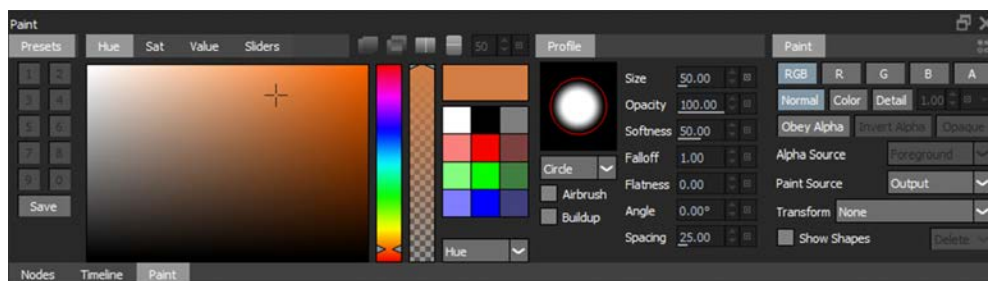 Paint
Presets Hue Sat Value Sliders 50 Profile Paint
1 2 Size 50.00 RGB R G B A
3 4 Opacity 100.00 Normal Color Detail 1.00
5 6 Softness 50.00 Obey Alpha Invert Alpha Opaque
7 8 Circle Falloff 1.00 Alpha Source Foreground
9 0 Airbrush Flatness 0.00 Paint Source Output
Save Buildup Angle 0.00° Transform None
Hue Spacing 25.00 Show Shapes Delete
Nodes Timeline Paint